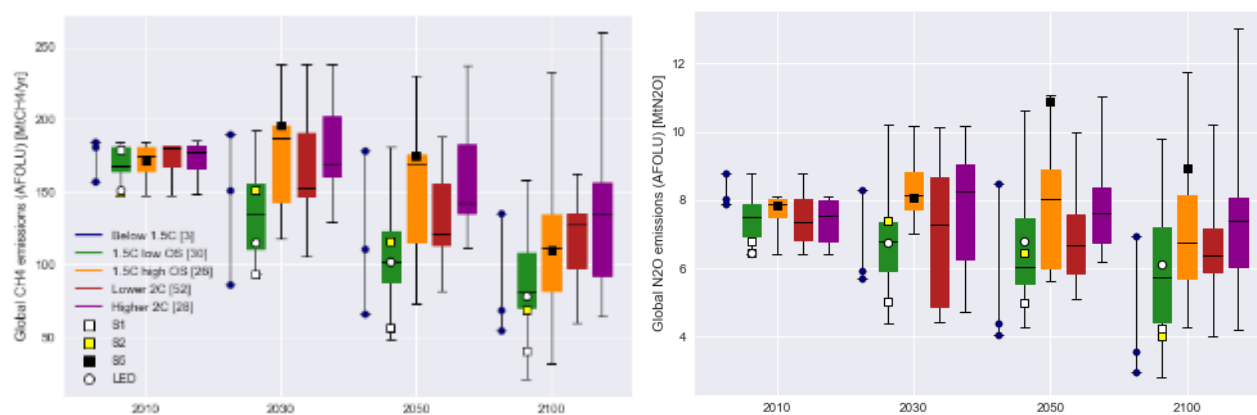 Global CH4 emissions (AFOLU) [MtCH4/yr]
250
200
150
100
50
Below 1.5C [3]
1.5C low OS [30]
1.5C high OS [26]
Lower 2C [52]
Higher 2C [28]
S1
S2
S5
LED
2010
2030
2050
2100
Global N2O emissions (AFOLU) [MtN2O]
12
10
8
6
4
2010
2030
2050
2100